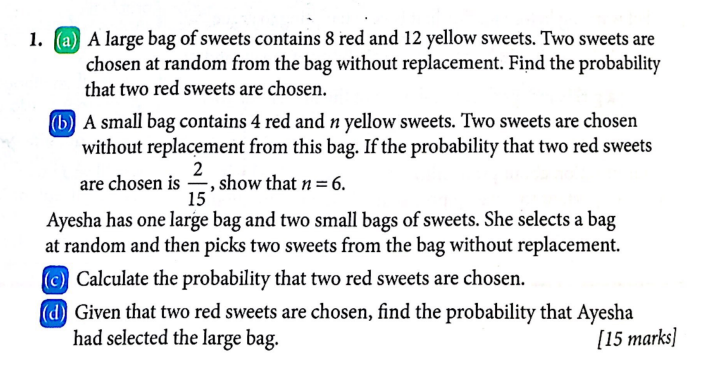 1. (a) A large bag of sweets contains 8 red and 12 yellow sweets. Two sweets are
chosen at random from the bag without replacement. Find the probability
that two red sweets are chosen.
(b) A small bag contains 4 red and n yellow sweets. Two sweets are chosen
without replacement from this bag. If the probability that two red sweets
are chosen is 2/15, show that n = 6.
Ayesha has one large bag and two small bags of sweets. She selects a bag
at random and then picks two sweets from the bag without replacement.
(c) Calculate the probability that two red sweets are chosen.
(d) Given that two red sweets are chosen, find the probability that Ayesha
had selected the large bag. [15 marks]